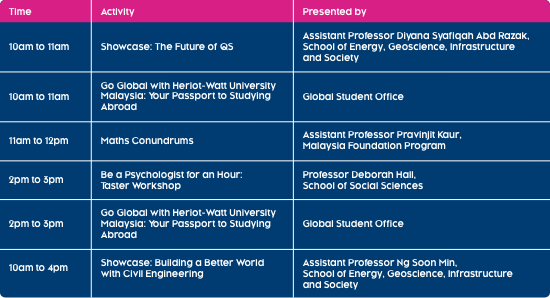 Time Activity Presented by
10am to 11am
Showcase: The Future of QS
Assistant Professor Diyana Syafiqah Abd Razak,
School of Energy, Geoscience, Infrastructure
and Society
10am to 11am
Go Global with Heriot-Watt University
Malaysia: Your Passport to Studying
Abroad
Global Student Office
11am to 12pm
Maths Conundrums
Assistant Professor Pravinjit Kaur,
Malaysia Foundation Program
2pm to 3pm
Be a Psychologist for an Hour:
Taster Workshop
Professor Deborah Hall,
School of Social Sciences
2pm to 3pm
Go Global with Heriot-Watt University
Malaysia: Your Passport to Studying
Abroad
Global Student Office
10am to 4pm
Showcase: Building a Better World
with Civil Engineering
Assistant Professor Ng Soon Min,
School of Energy, Geoscience, Infrastructure
and Society